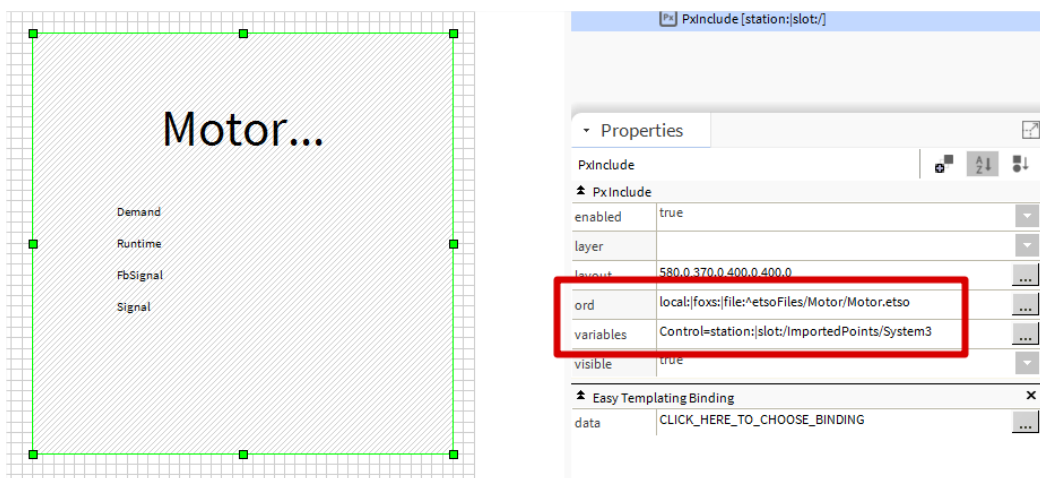 PxInclude [station:|slot:/]
Motor...
Demand
Runtime
FbSignal
Signal
Properties
PxInclude
PxInclude
enabled true
layer
layout 580.0,370.0,400.0,400.0
ord local:|foxs:|file:^etsoFiles/Motor/Motor.etso
variables Control=station:|slot:/ImportedPoints/System3
visible true
Easy Templating Binding
data CLICK_HERE_TO_CHOOSE_BINDING